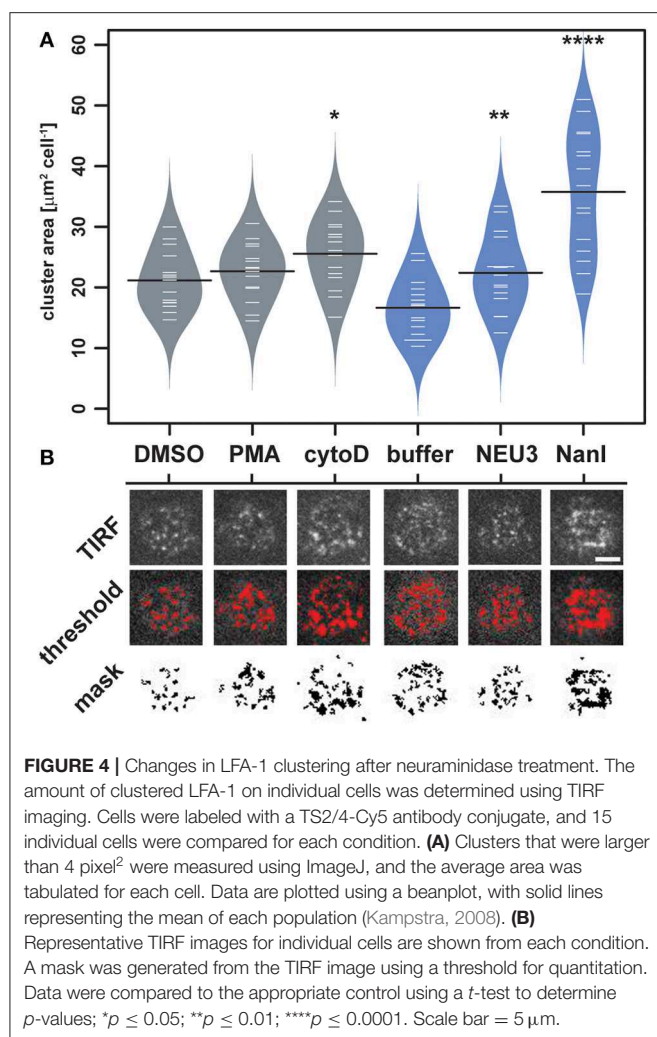 A
60
50
40
30
20
10
0
cluster area [µm² cell⁻¹]
*
**
****
B
DMSO PMA cytoD buffer NEU3 NanI
TIRF
threshold
mask
FIGURE 4 | Changes in LFA-1 clustering after neuraminidase treatment. The
amount of clustered LFA-1 on individual cells was determined using TIRF
imaging. Cells were labeled with a TS2/4-Cy5 antibody conjugate, and 15
individual cells were compared for each condition. (A) Clusters that were larger
than 4 pixel² were measured using ImageJ, and the average area was
tabulated for each cell. Data are plotted using a beanplot, with solid lines
representing the mean of each population (Kampstra, 2008). (B)
Representative TIRF images for individual cells are shown from each condition.
A mask was generated from the TIRF image using a threshold for quantitation.
Data were compared to the appropriate control using a t-test to determine
p-values; *p ≤ 0.05; **p ≤ 0.01; ****p ≤ 0.0001. Scale bar = 5 µm.